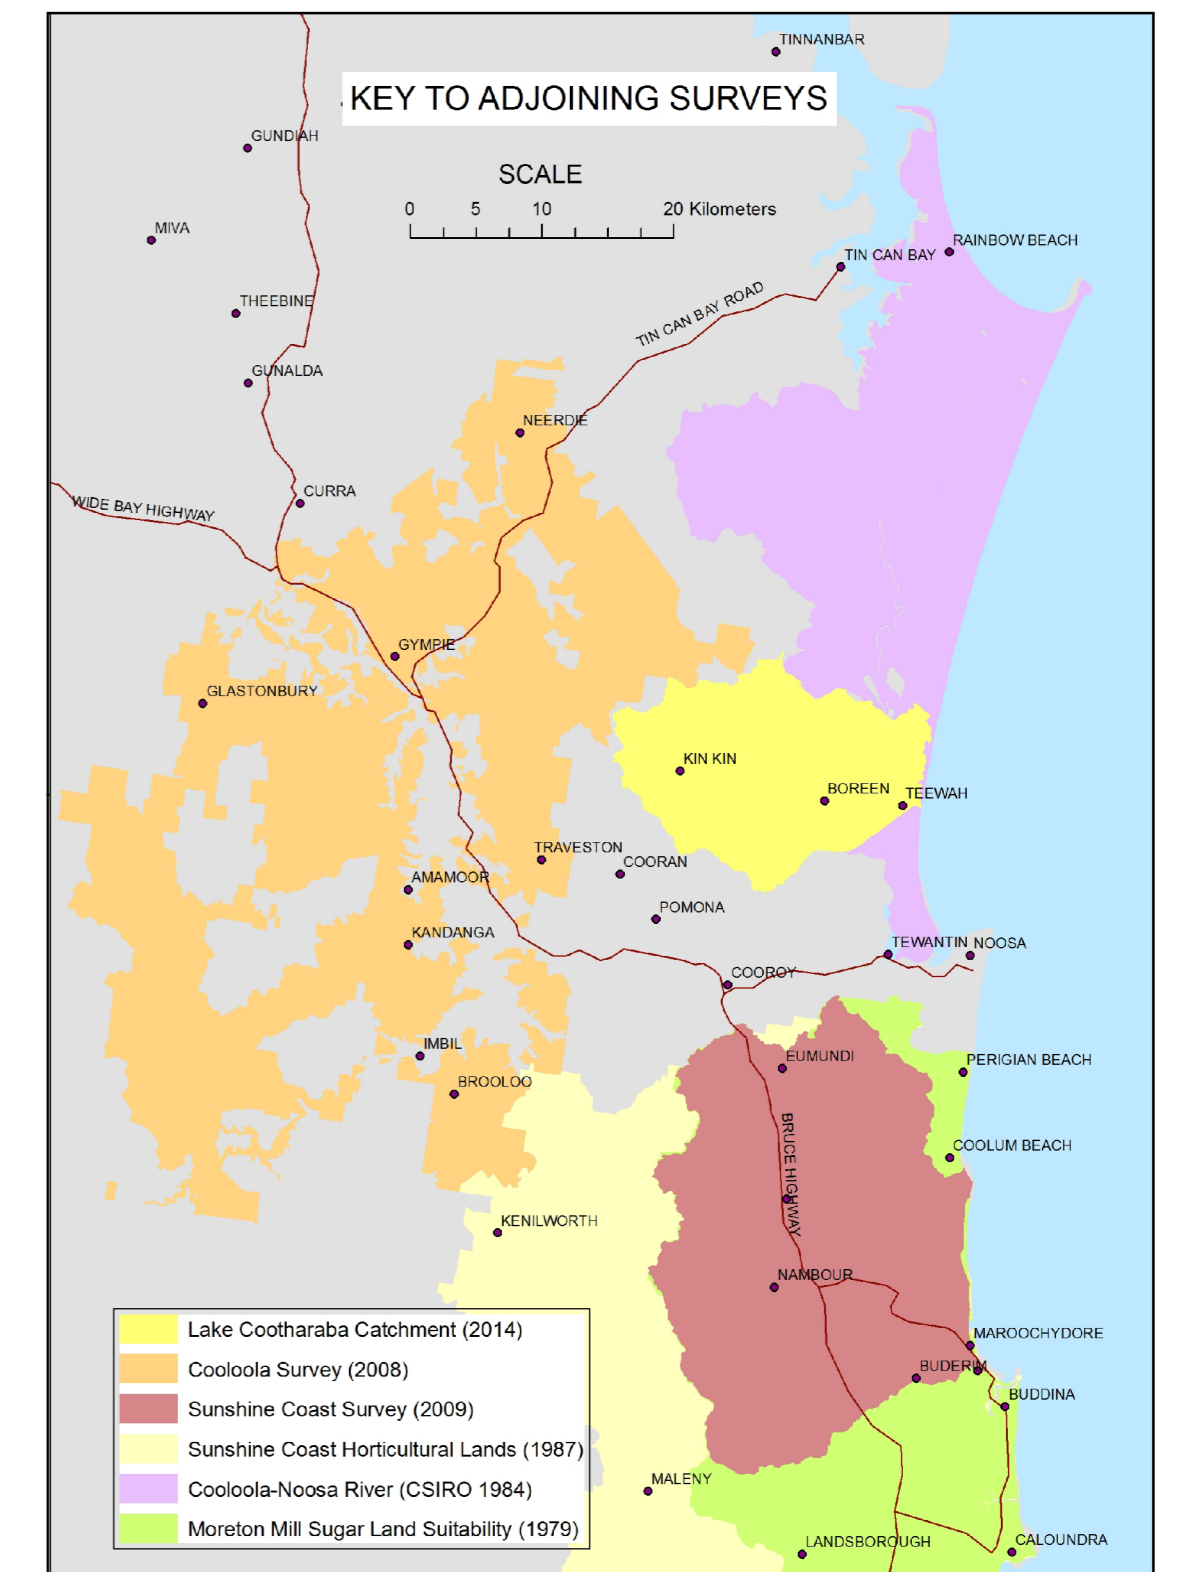 TINNANBAR
KEY TO ADJOINING SURVEYS
GUNDIAH
SCALE
0 5 10 20 Kilometers
MIVA
RAINBOW BEACH
TIN CAN BAY
TIN CAN BAY ROAD
THEEBINE
GUNALDA
NEERDIE
CURRA
WIDE BAY HIGHWAY
GYMPIE
GLASTONBURY
KIN KIN
BOREEN
TEEWAH
TRAVESTON
COORAN
AMAMOOR
POMONA
KANDANGA
TEWANTIN
NOOSA
COOROY
IMBIL
EUMUNDI
PERIGIAN BEACH
BROOLOO
BRUCE HIGHWAY
COOLUM BEACH
KENILWORTH
NAMBOUR
Lake Cootharaba Catchment (2014)
MAROOCHYDORE
Cooloola Survey (2008)
BUDERIM
BUDDINA
Sunshine Coast Survey (2009)
Sunshine Coast Horticultural Lands (1987)
MALENY
Cooloola-Noosa River (CSIRO 1984)
Moreton Mill Sugar Land Suitability (1979)
LANDSBOROUGH
CALOUNDRA